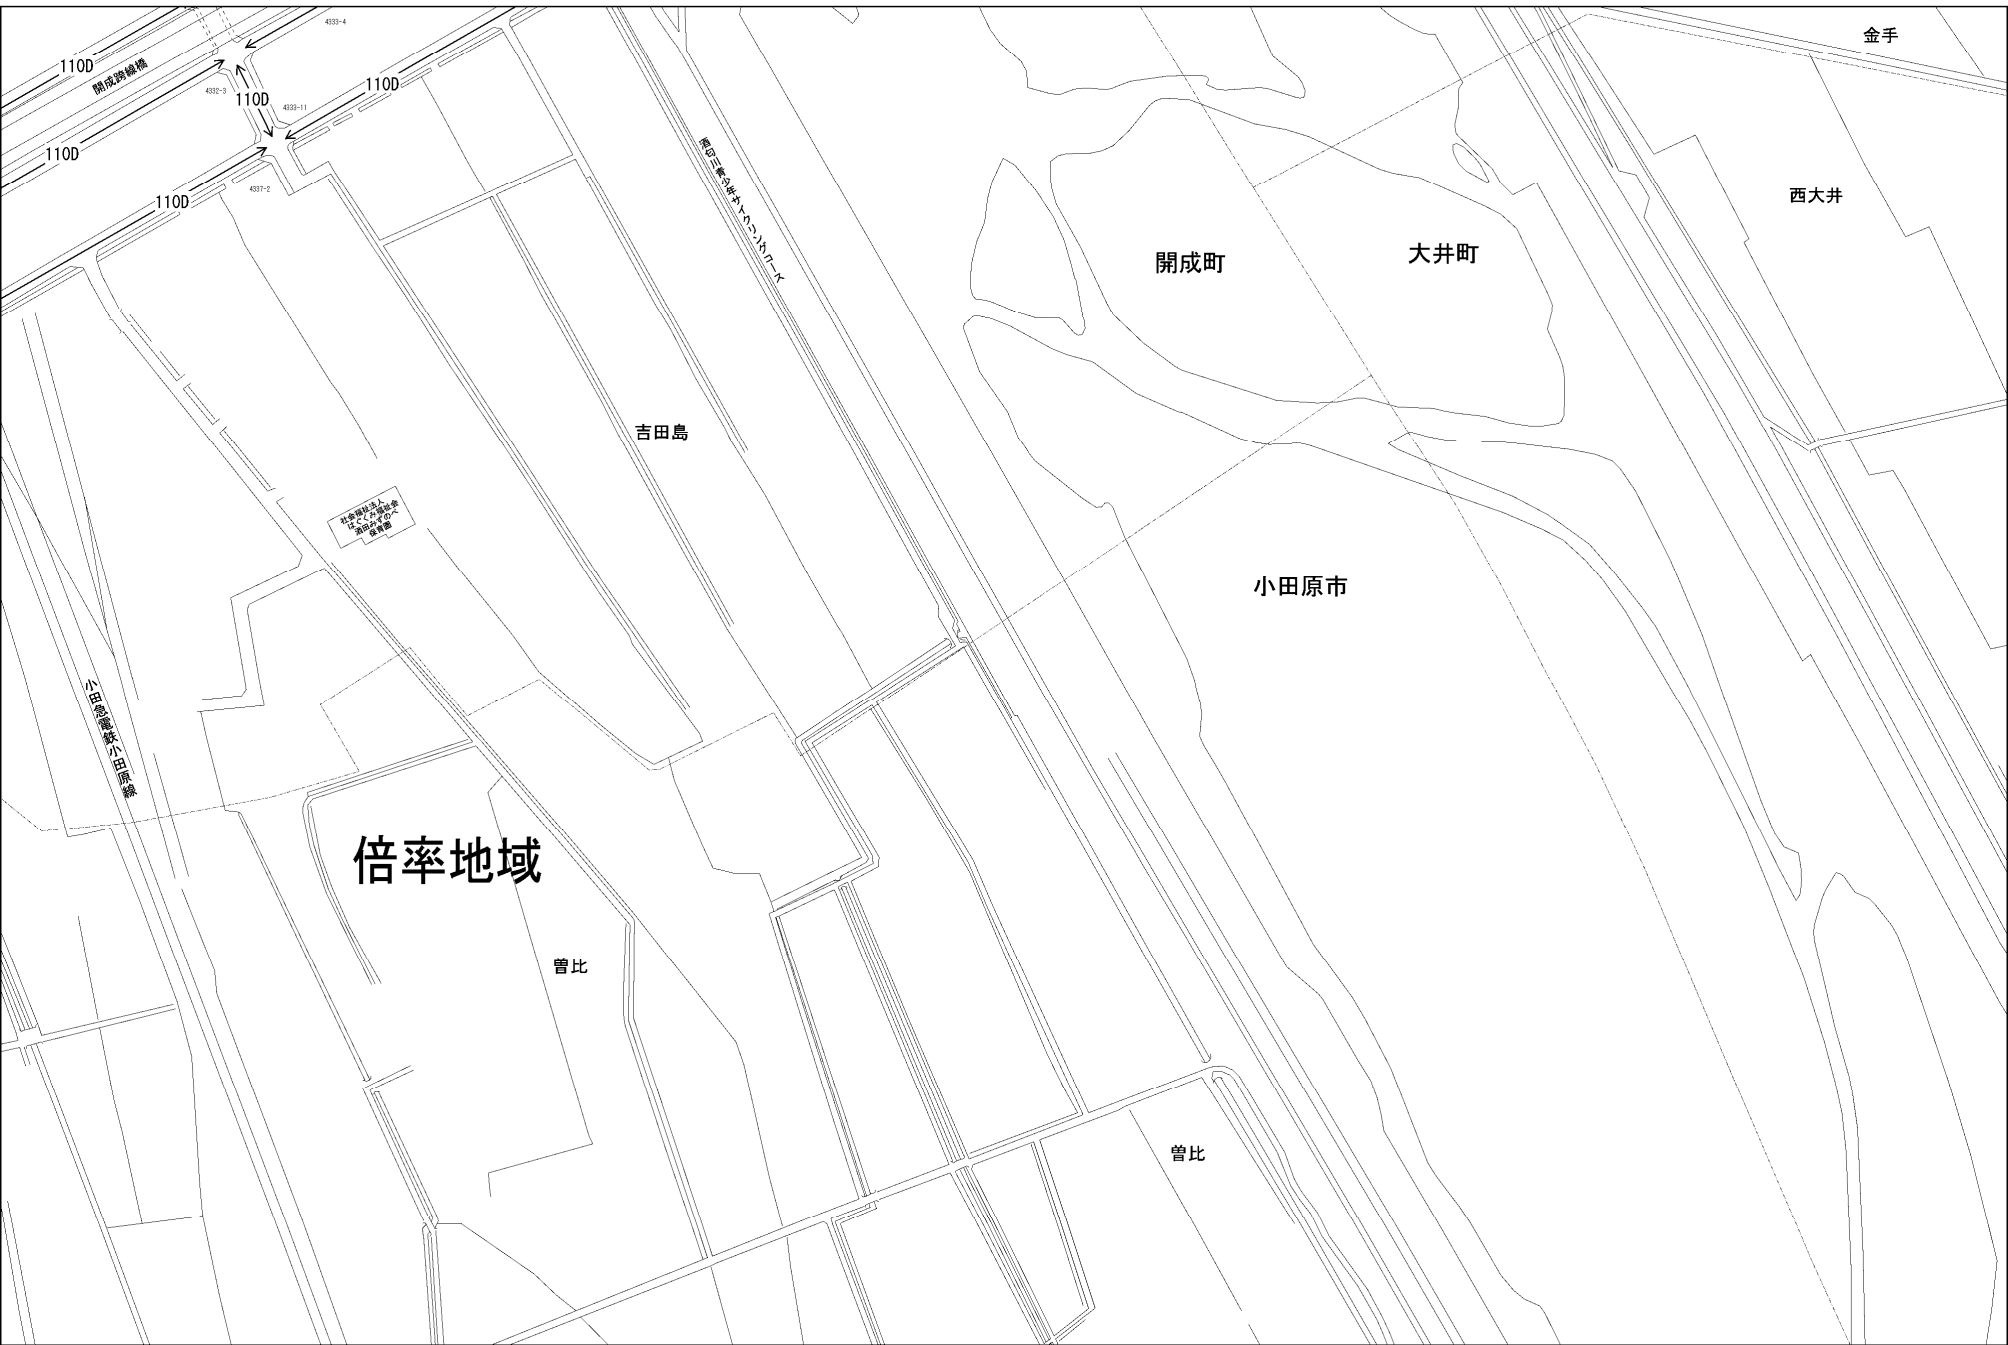 4333-4
金手
110D
開成跨線橋
110D
4332-3
110D
4333-11
110D
酒匂川青少年サイクリングコース
4337-2
110D
西大井
開成町
大井町
吉田島
社会福祉法人
はぐくみ福祉会
酒田みずのべ
保育園
小田原市
小田急電鉄小田原線
倍率地域
曽比
曽比